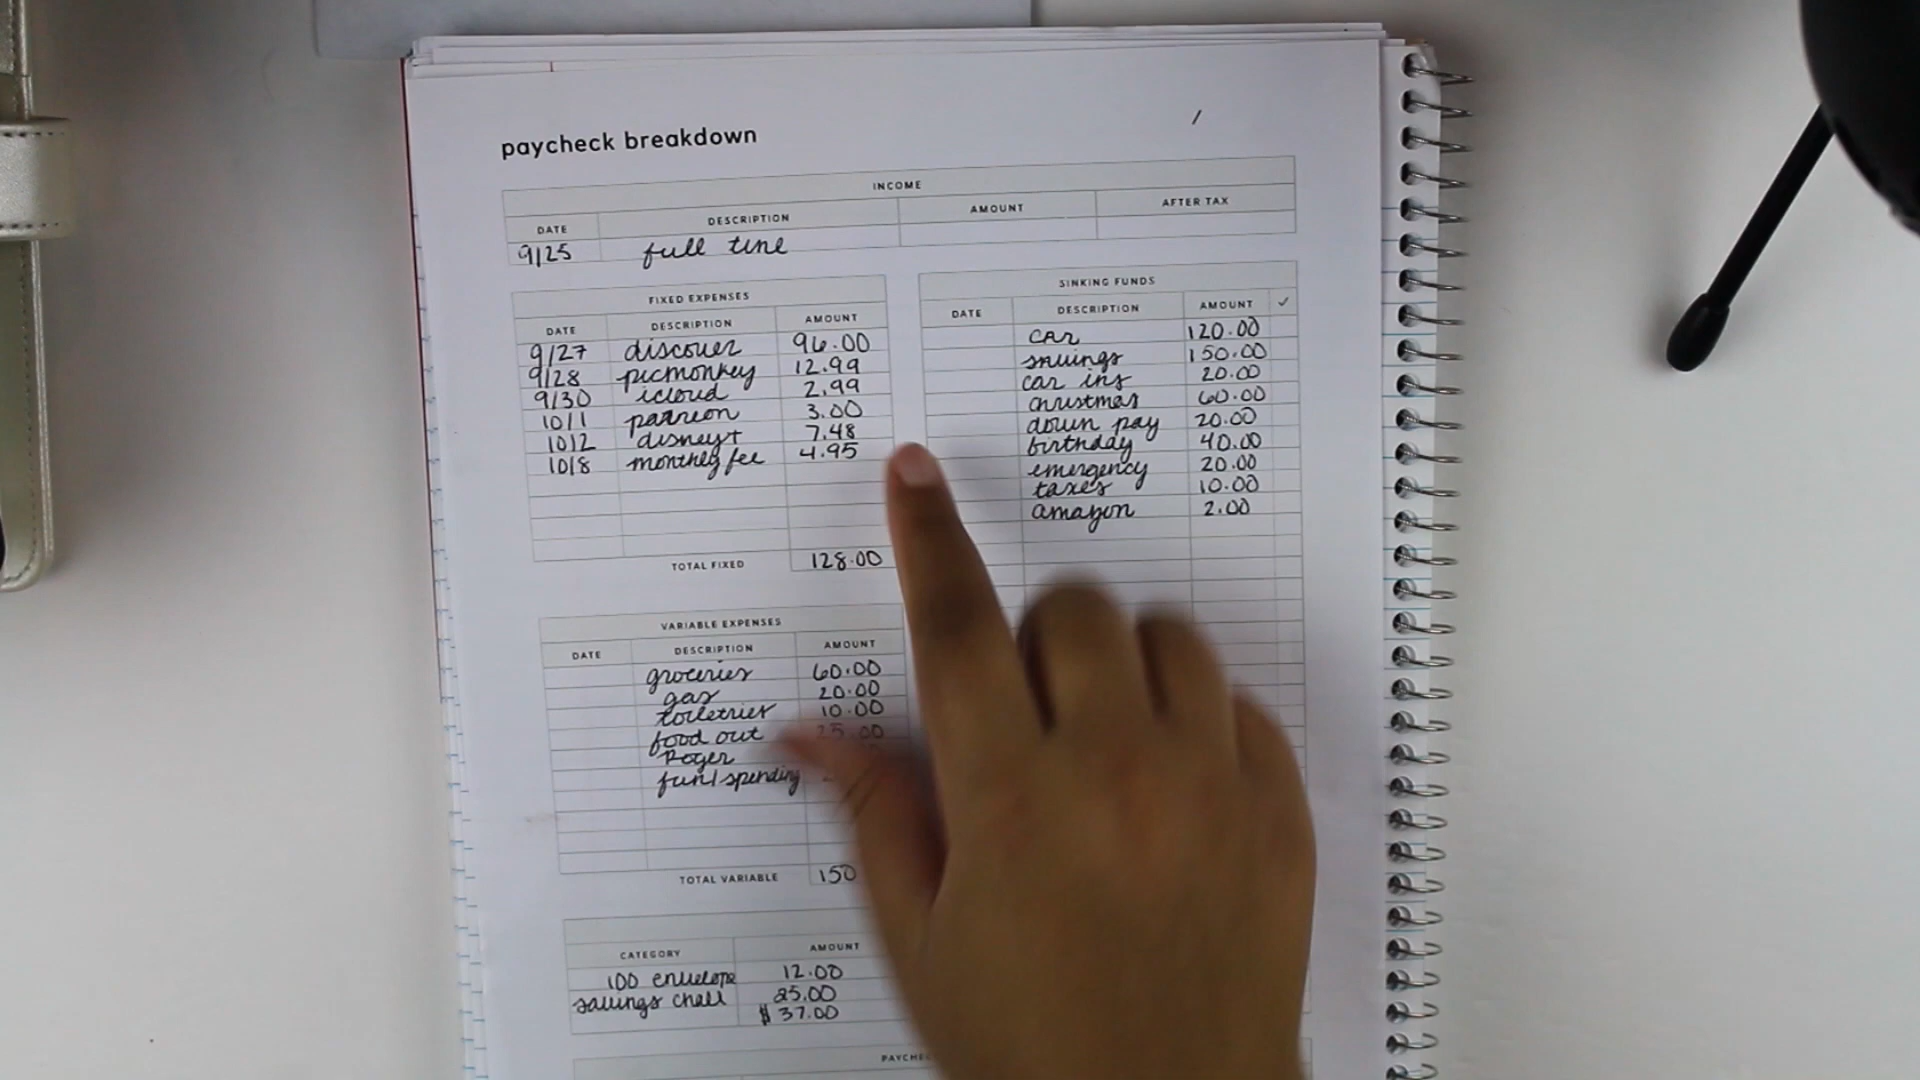 paycheck breakdown
/
INCOME
DATE DESCRIPTION AMOUNT AFTER TAX
9/25 full time
FIXED EXPENSES
DATE DESCRIPTION AMOUNT
9/27 discover 96.00
9/28 picmonkey 12.99
9/30 icloud 2.99
10/1 patreon 3.00
10/2 disney+ 7.48
10/8 monthly fee 4.95
TOTAL FIXED 128.00
SINKING FUNDS
DATE DESCRIPTION AMOUNT ✓
car 120.00
savings 150.00
car ins 20.00
christmas 60.00
down pay 20.00
birthday 40.00
emergency 20.00
taxes 10.00
amazon 2.00
VARIABLE EXPENSES
DATE DESCRIPTION AMOUNT
groceries 60.00
gas 20.00
toiletries 10.00
food out 25.00
Roger
fun/spending
TOTAL VARIABLE 150
CATEGORY AMOUNT
100 envelope 12.00
savings chall 25.00
$37.00